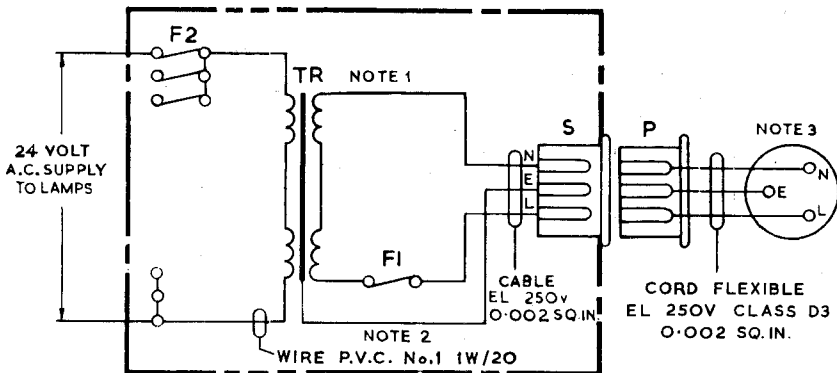 F2
TR
NOTE 1
S
P
NOTE 3
24 VOLT
A.C. SUPPLY
TO LAMPS
N
E
L
N
E
L
F1
CABLE
EL 250V
0·002 SQ.IN.
CORD FLEXIBLE
EL 250V CLASS D3
0·002 SQ.IN.
NOTE 2
WIRE P.V.C. No.1 1W/20